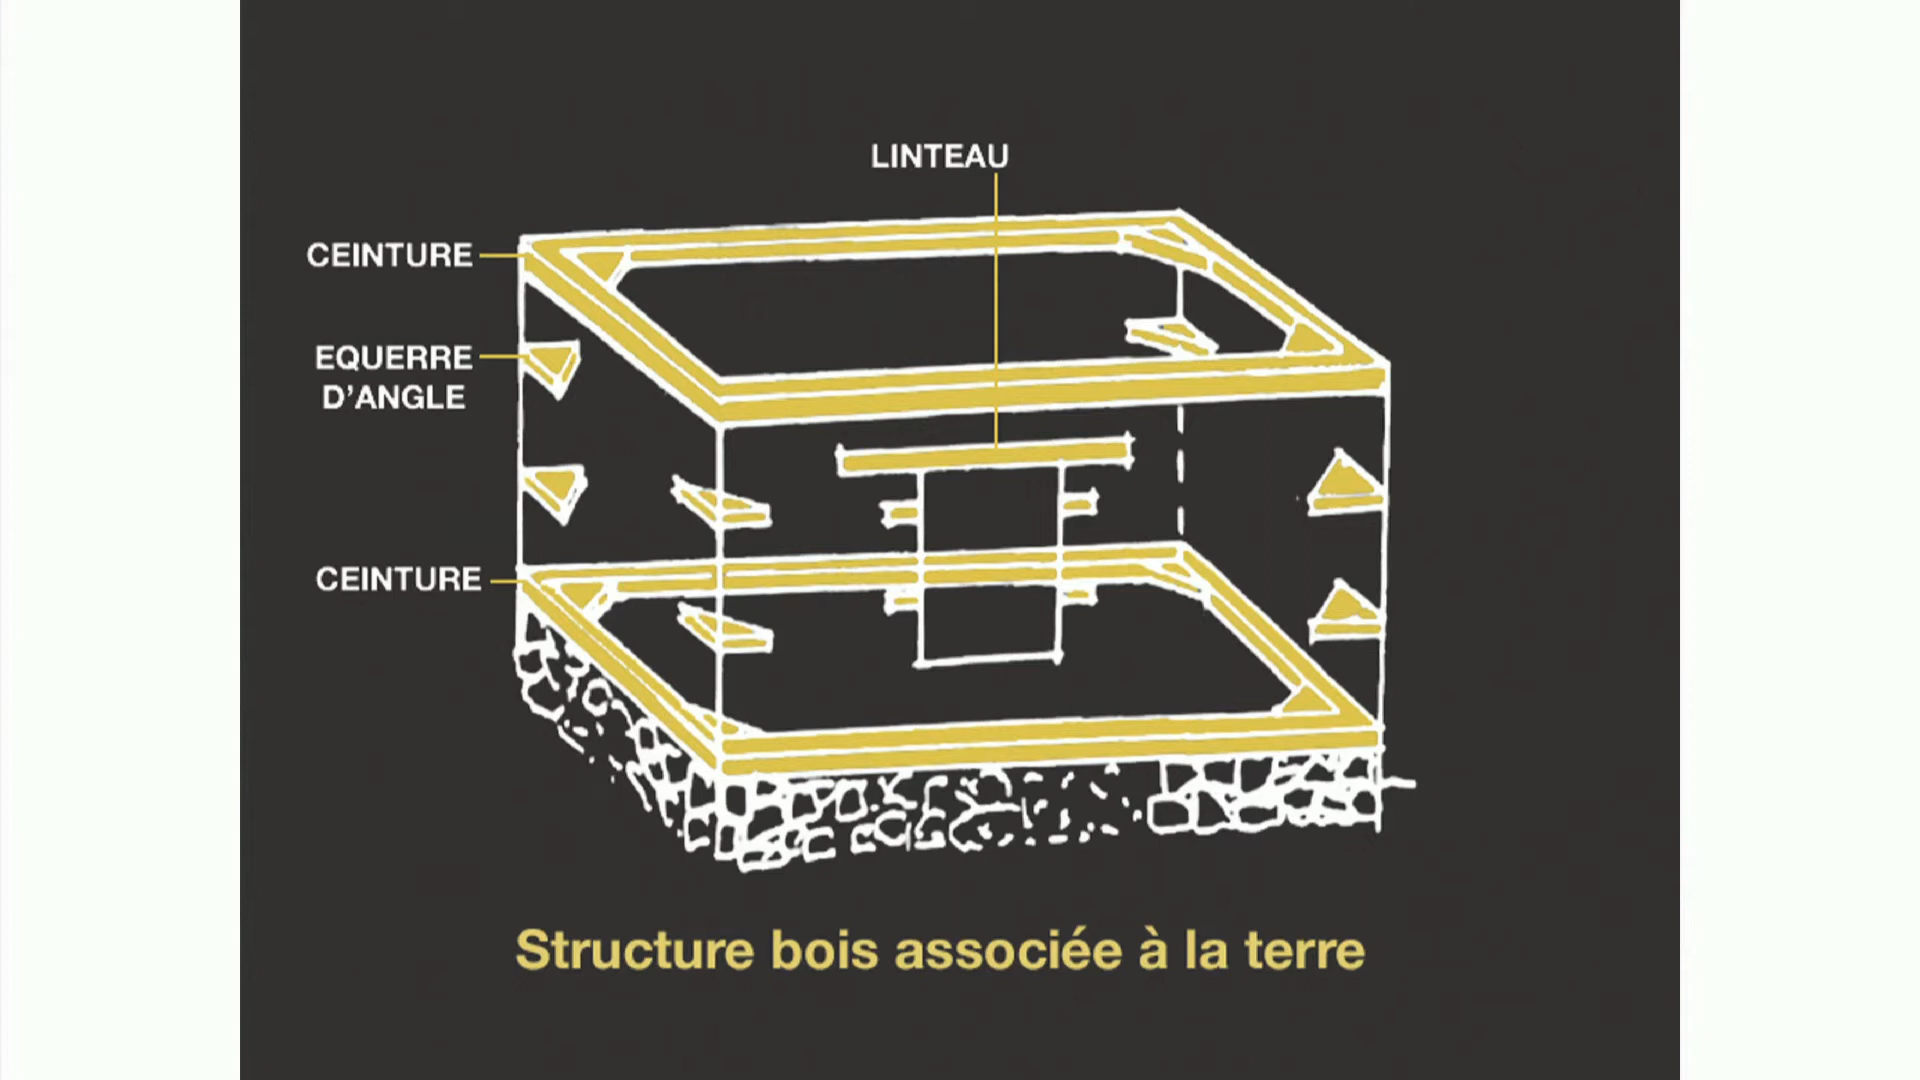 LINTEAU
CEINTURE
EQUERRE
D’ANGLE
CEINTURE
Structure bois associée à la terre